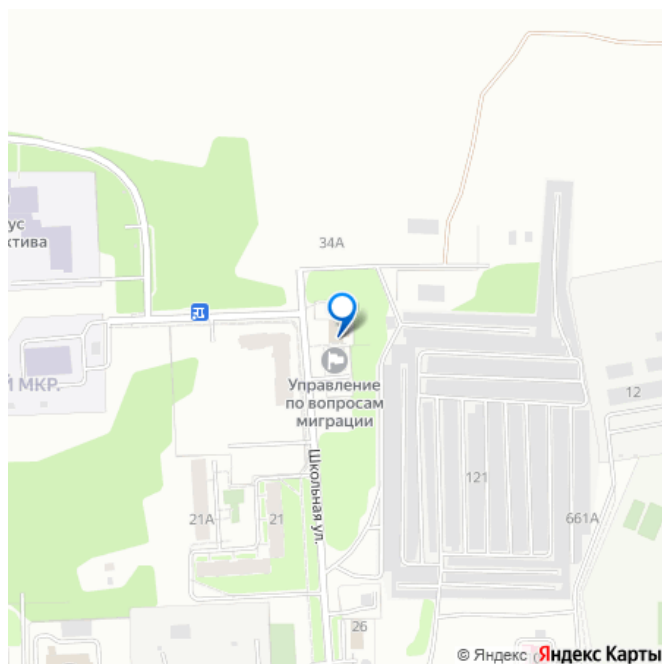 34А
ус
ктива
Управление
по вопросам
миграции
Й МКР.
12
Школьная ул.
121
21А
21
661А
26
© Яндекс Яндекс Карты